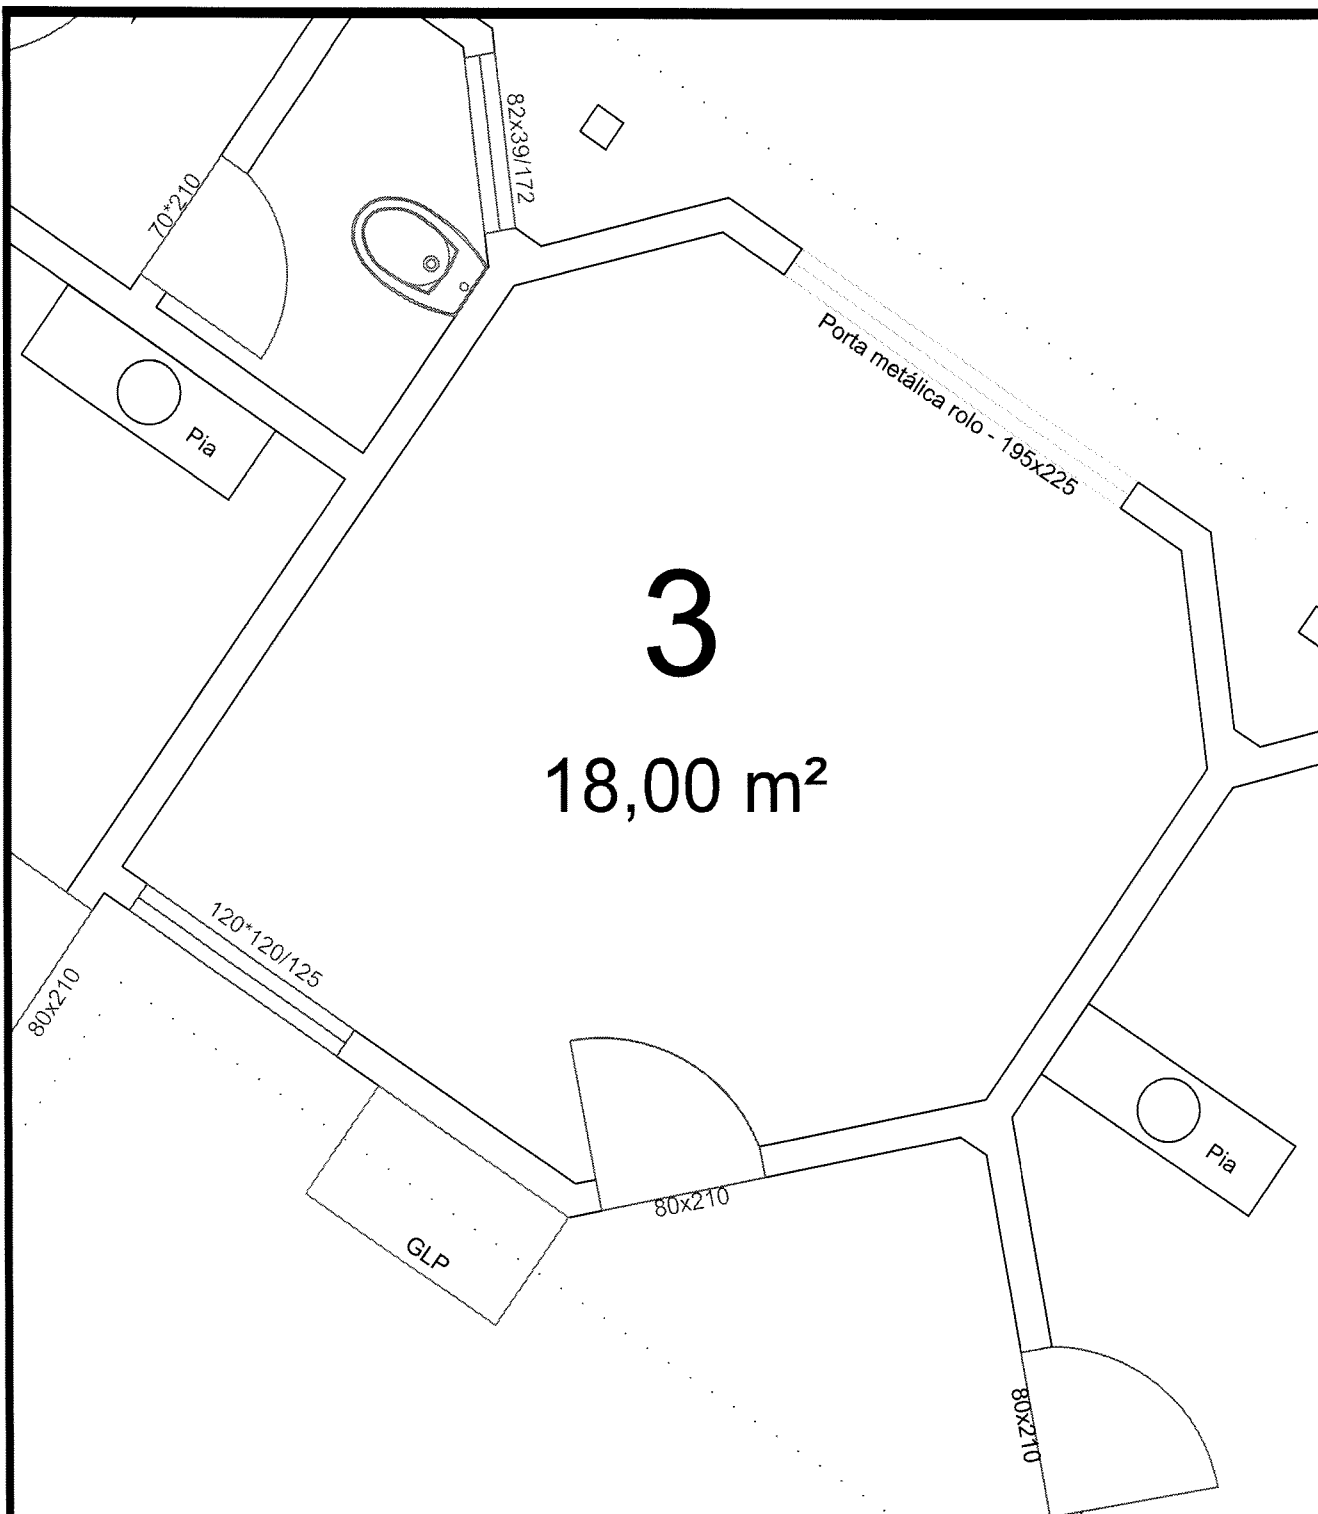 82x39/172
70*210
Pia
Porta metálica rolo - 195x225
3
18,00 m²
120*120/125
80x210
80x210
Pia
GLP
80x210